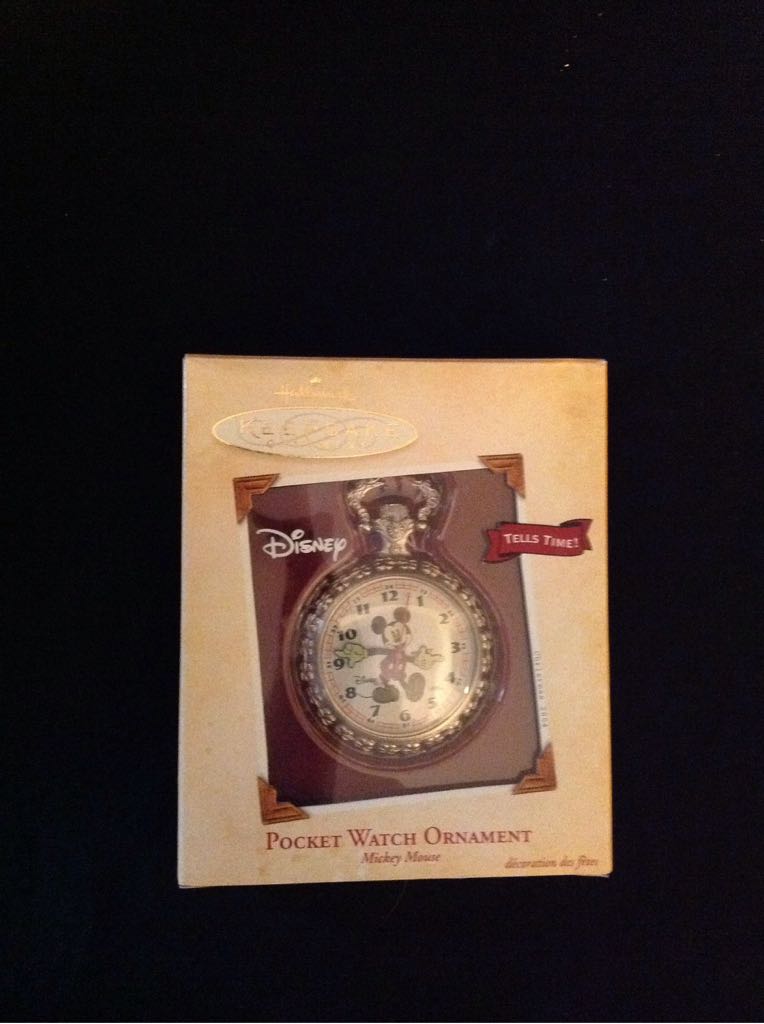 Hallmark
KEEPSAKE
Disney
TELLS TIME!
12
11
1
10
2
9
3
8
4
7
5
6
Disney
POCKET WATCH ORNAMENT
Mickey Mouse
décoration des fêtes